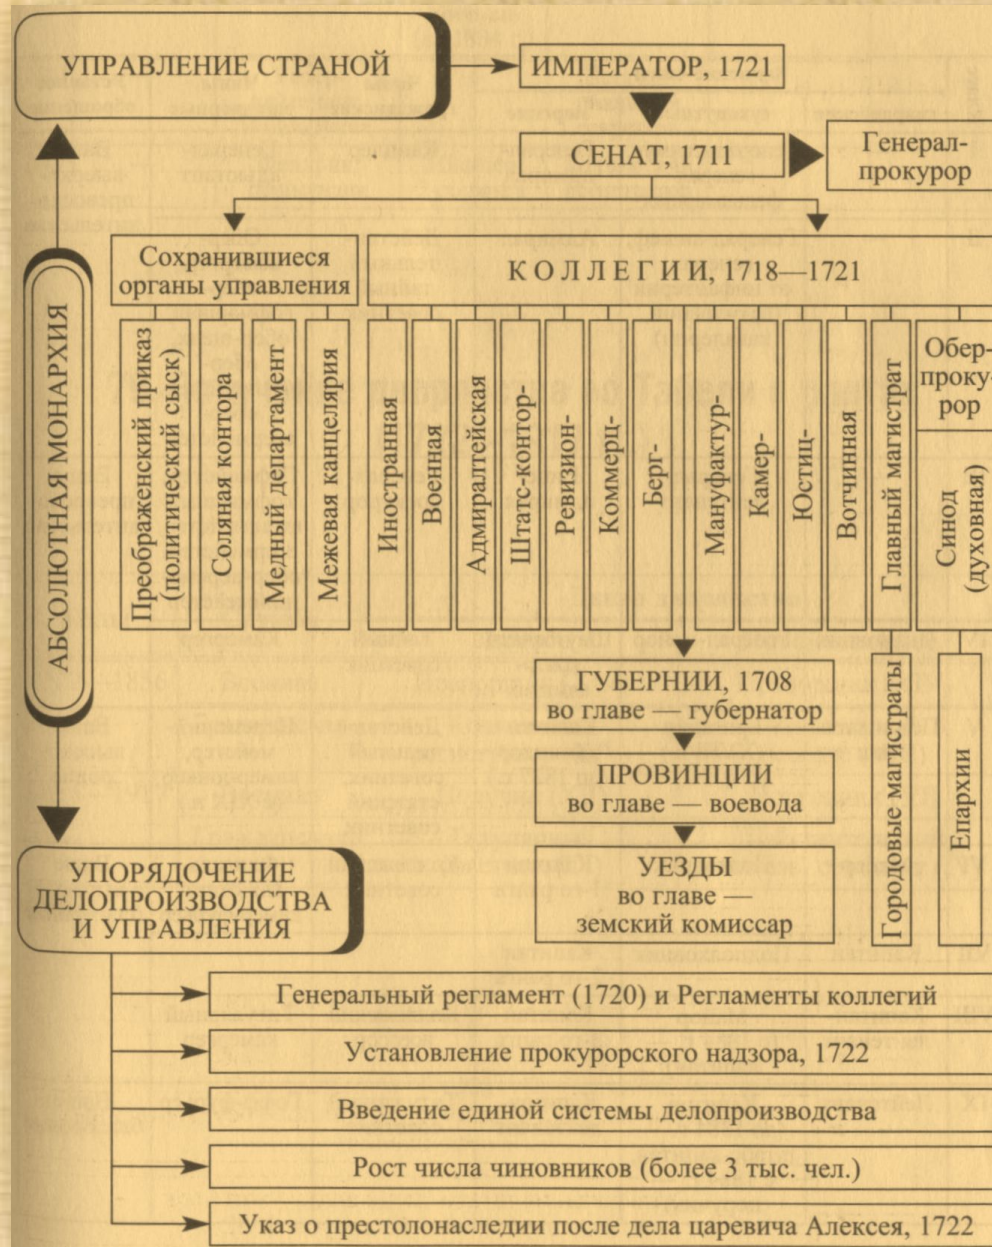 УПРАВЛЕНИЕ СТРАНОЙ
ИМПЕРАТОР, 1721
СЕНАТ, 1711
Генерал-
прокурор
Сохранившиеся
органы управления
КОЛЛЕГИИ, 1718—1721
Преображенский приказ
(политический сыск)
Соляная контора
Медный департамент
Межевая канцелярия
Иностранная
Военная
Адмиралтейская
Штатс-контор-
Ревизион-
Коммерц-
Берг-
Мануфактур-
Камер-
Юстиц-
Вотчинная
Главный магистрат
Обер-
проку-
рор
Синод
(духовная)
АБСОЛЮТНАЯ МОНАРХИЯ
ГУБЕРНИИ, 1708
во главе — губернатор
ПРОВИНЦИИ
во главе — воевода
УЕЗДЫ
во главе —
земский комиссар
Городовые магистраты
Епархии
УПОРЯДОЧЕНИЕ
ДЕЛОПРОИЗВОДСТВА
И УПРАВЛЕНИЯ
Генеральный регламент (1720) и Регламенты коллегий
Установление прокурорского надзора, 1722
Введение единой системы делопроизводства
Рост числа чиновников (более 3 тыс. чел.)
Указ о престолонаследии после дела царевича Алексея, 1722